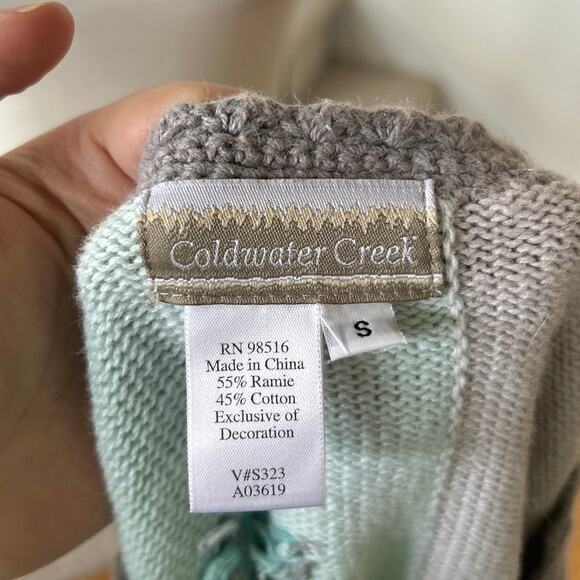 Coldwater Creek
S
RN 98516
Made in China
55% Ramie
45% Cotton
Exclusive of
Decoration
V#S323
A03619